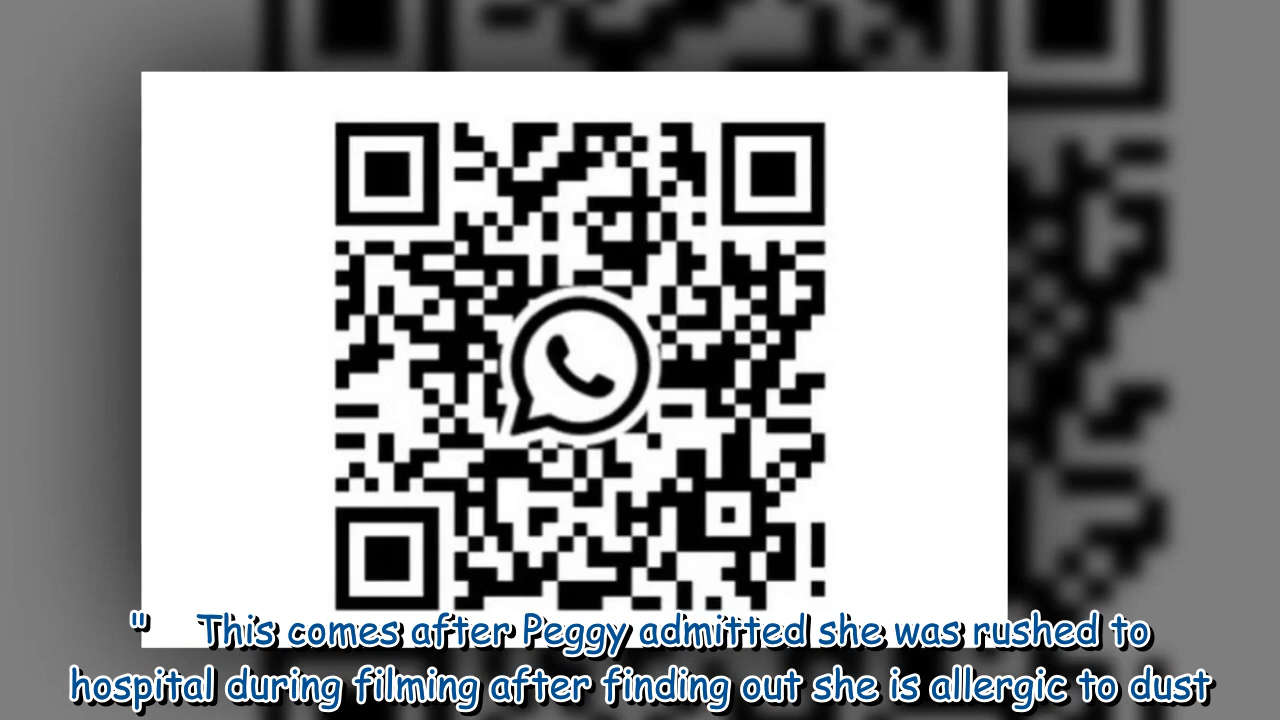 " This comes after Peggy admitted she was rushed to
hospital during filming after finding out she is allergic to dust